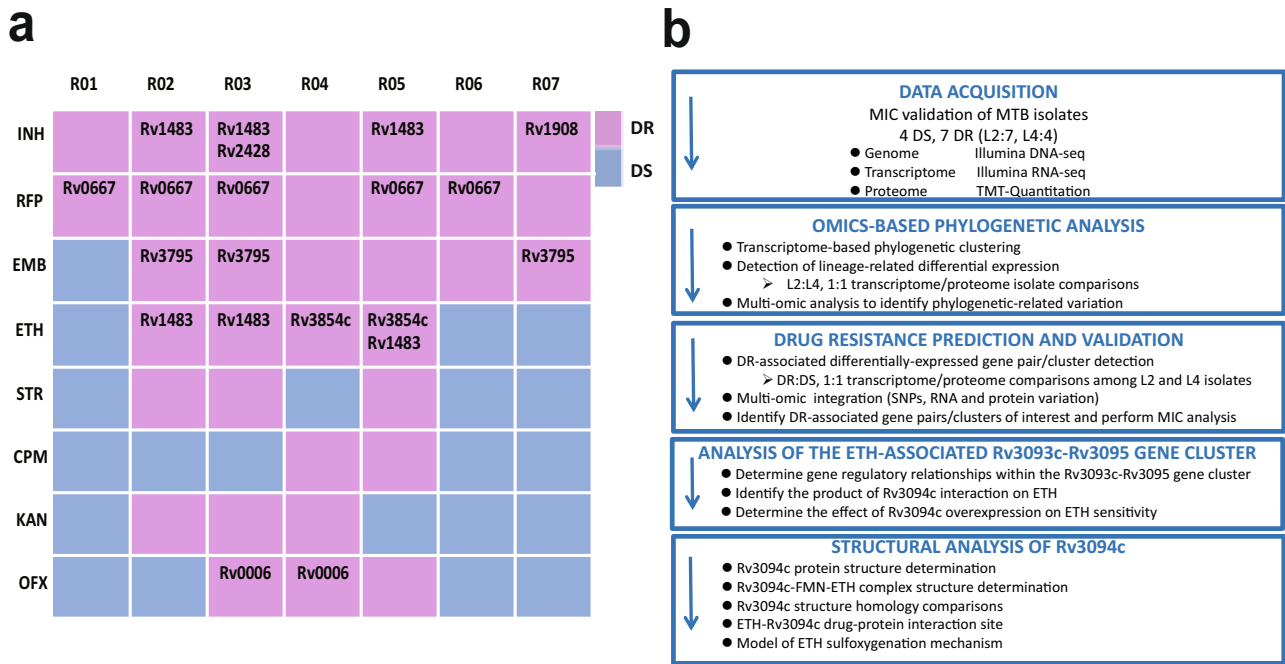 a
R01 R02 R03 R04 R05 R06 R07
INH Rv1483 Rv1483 Rv1483 Rv1908
Rv2428
DR
DS
RFP Rv0667 Rv0667 Rv0667 Rv0667 Rv0667
EMB Rv3795 Rv3795 Rv3795
ETH Rv1483 Rv1483 Rv3854c Rv3854c
Rv1483
STR
CPM
KAN
OFX Rv0006 Rv0006
b
DATA ACQUISITION
MIC validation of MTB isolates
4 DS, 7 DR (L2:7, L4:4)
● Genome Illumina DNA-seq
● Transcriptome Illumina RNA-seq
● Proteome TMT-Quantitation
OMICS-BASED PHYLOGENETIC ANALYSIS
● Transcriptome-based phylogenetic clustering
● Detection of lineage-related differential expression
➢ L2:L4, 1:1 transcriptome/proteome isolate comparisons
● Multi-omic analysis to identify phylogenetic-related variation
DRUG RESISTANCE PREDICTION AND VALIDATION
● DR-associated differentially-expressed gene pair/cluster detection
➢ DR:DS, 1:1 transcriptome/proteome comparisons among L2 and L4 isolates
● Multi-omic integration (SNPs, RNA and protein variation)
● Identify DR-associated gene pairs/clusters of interest and perform MIC analysis
ANALYSIS OF THE ETH-ASSOCIATED Rv3093c-Rv3095 GENE CLUSTER
● Determine gene regulatory relationships within the Rv3093c-Rv3095 gene cluster
● Identify the product of Rv3094c interaction on ETH
● Determine the effect of Rv3094c overexpression on ETH sensitivity
STRUCTURAL ANALYSIS OF Rv3094c
● Rv3094c protein structure determination
● Rv3094c-FMN-ETH complex structure determination
● Rv3094c structure homology comparisons
● ETH-Rv3094c drug-protein interaction site
● Model of ETH sulfoxygenation mechanism